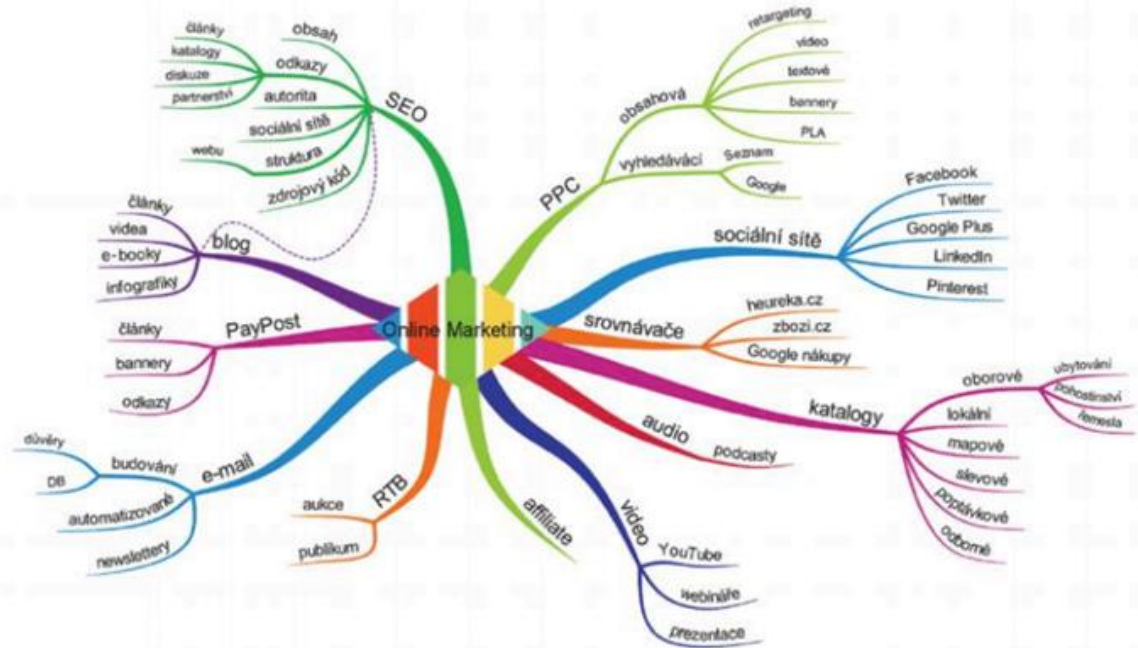 Online Marketing
SEO
obsah
odkazy
články
katalogy
diskuze
partnerství
autorita
sociální sítě
struktura
webu
zdrojový kód
PPC
obsahová
retargeting
video
textové
bannery
PLA
vyhledávácí
Seznam
Google
sociální sítě
Facebook
Twitter
Google Plus
LinkedIn
Pinterest
srovnávače
heureka.cz
zbozi.cz
Google nákupy
katalogy
oborové
ubytování
pohostinství
řemesla
lokální
mapové
slevové
poptávkové
odborné
audio
podcasty
video
YouTube
webináře
prezentace
affiliate
RTB
aukce
publikum
e-mail
budování
důvěry
DB
automatizované
newslettery
PayPost
články
bannery
odkazy
blog
články
videa
e-booky
infografiky